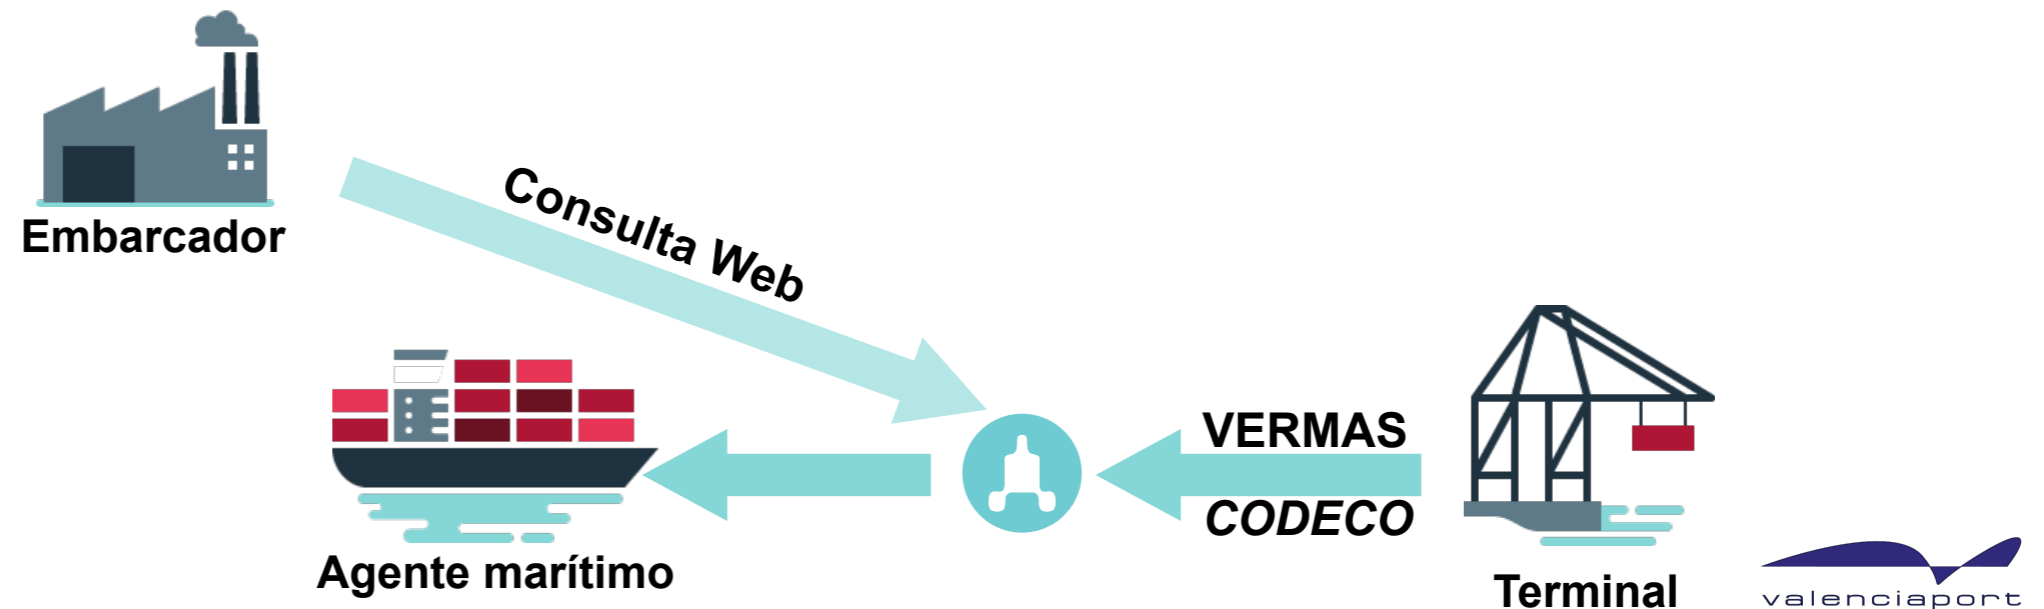 Embarcador
Consulta Web
Agente marítimo
VERMAS
CODECO
Terminal
valenciaport